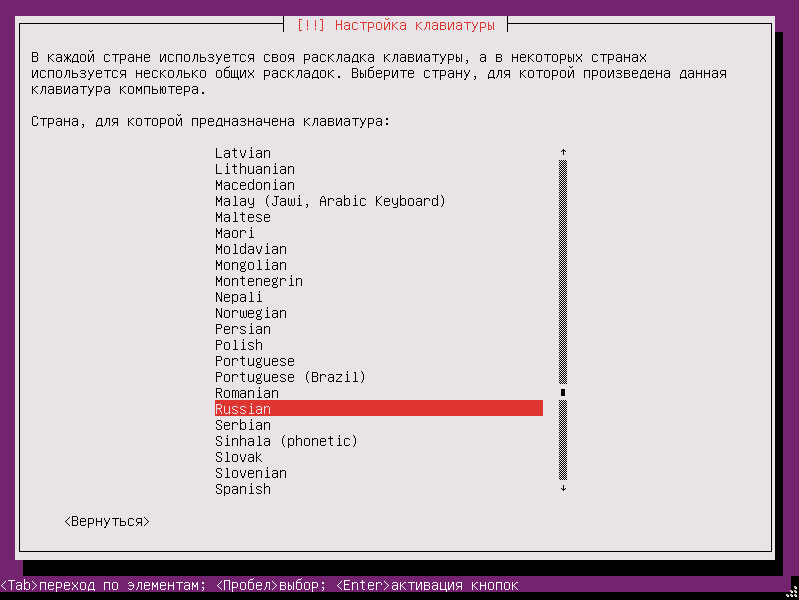 [!!] Настройка клавиатуры
В каждой стране используется своя раскладка клавиатуры, а в некоторых странах
используется несколько общих раскладок. Выберите страну, для которой произведена данная
клавиатура компьютера.
Страна, для которой предназначена клавиатура:
Latvian
Lithuanian
Macedonian
Malay (Jawi, Arabic Keyboard)
Maltese
Maori
Moldavian
Mongolian
Montenegrin
Nepali
Norwegian
Persian
Polish
Portuguese
Portuguese (Brazil)
Romanian
Russian
Serbian
Sinhala (phonetic)
Slovak
Slovenian
Spanish
<Вернуться>
<Tab>переход по элементам; <Пробел>выбор; <Enter>активация кнопок